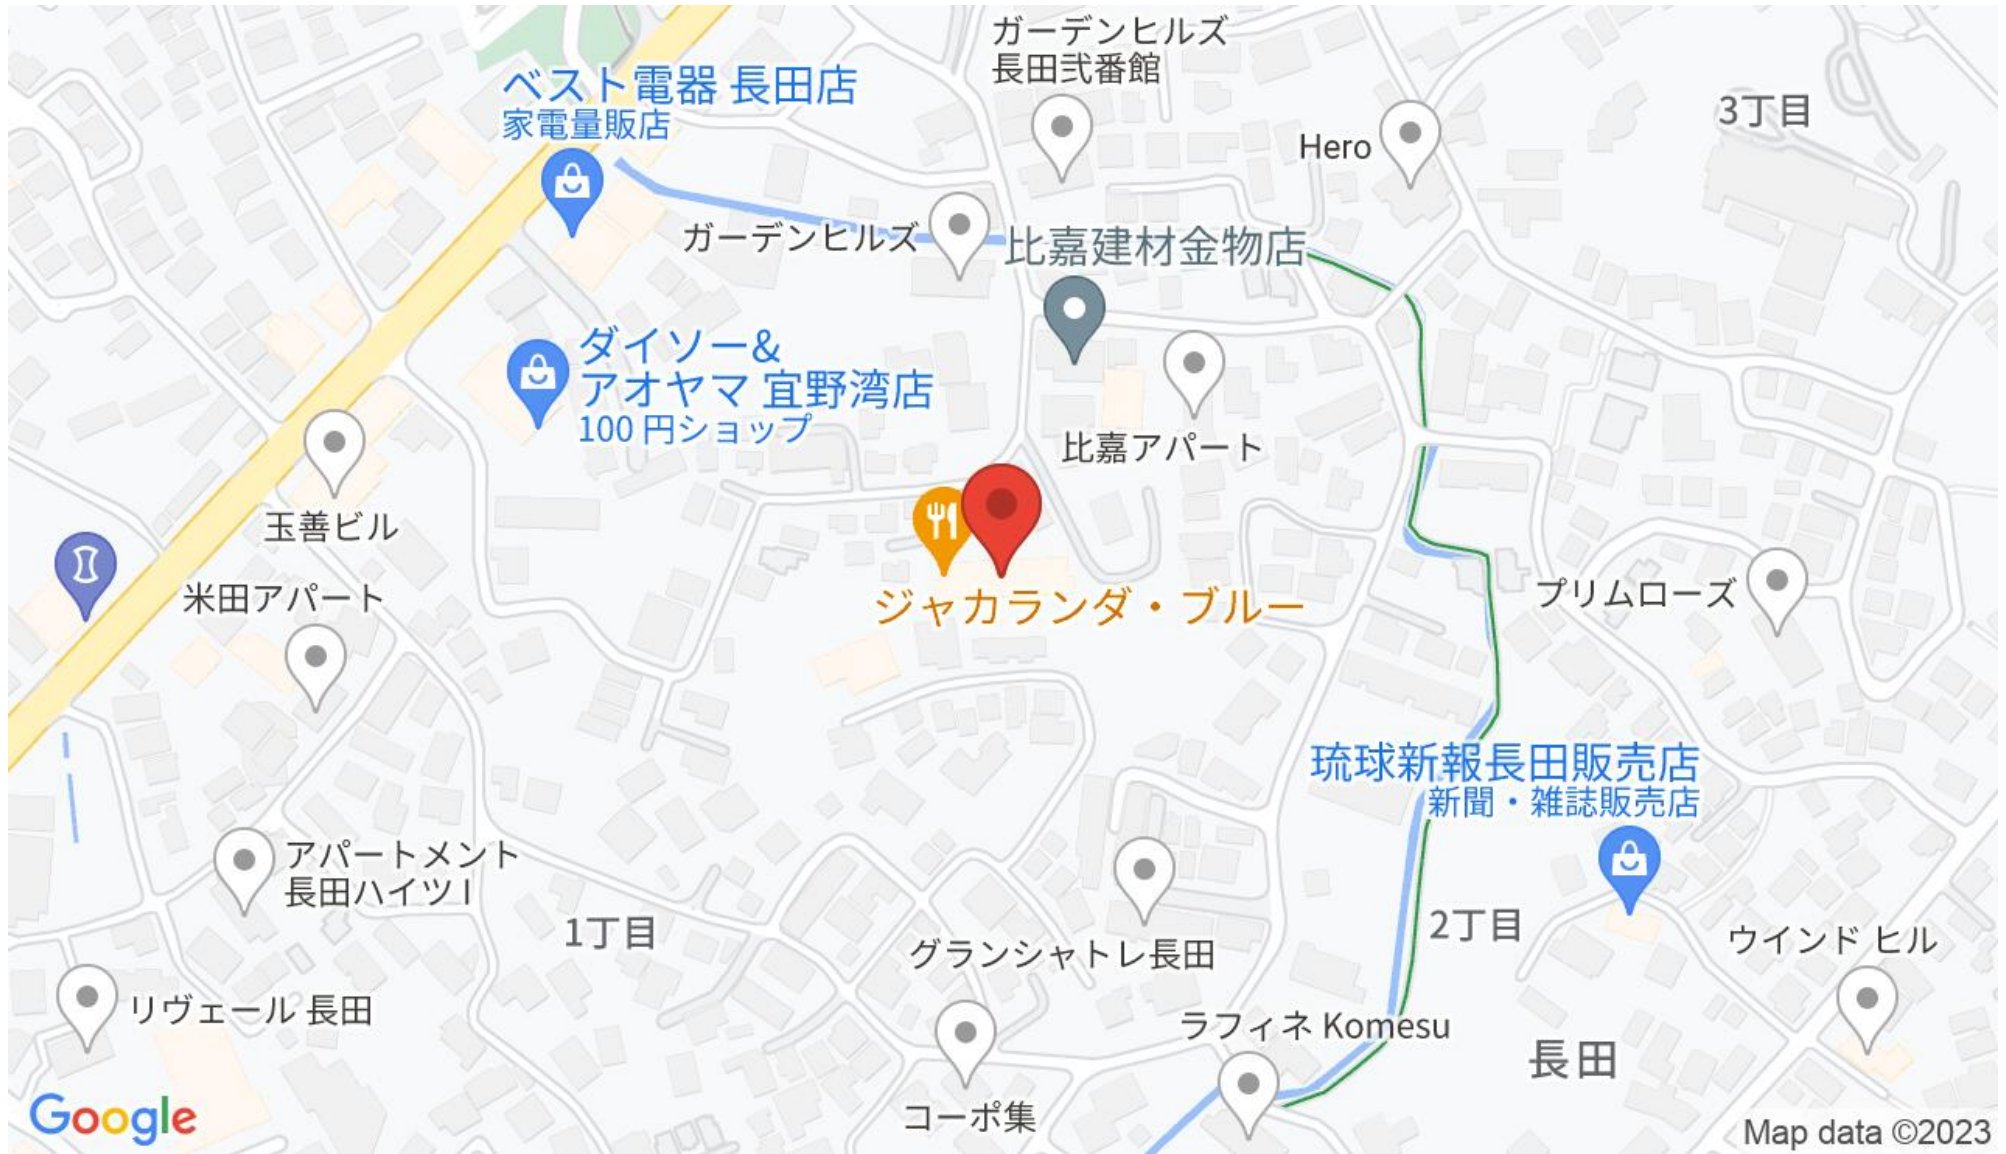 ガーデンヒルズ
長田弐番館
ベスト電器 長田店
家電量販店
3丁目
Hero
ガーデンヒルズ
比嘉建材金物店
ダイソー&
アオヤマ 宜野湾店
100 円ショップ
比嘉アパート
玉善ビル
米田アパート
ジャカランダ・ブルー
プリムローズ
琉球新報長田販売店
新聞・雑誌販売店
アパートメント
長田ハイツ I
1丁目
2丁目
グランシャトレ長田
ウインド ヒル
リヴェール 長田
ラフィネ Komesu
長田
コーポ集
Google
Map data ©2023